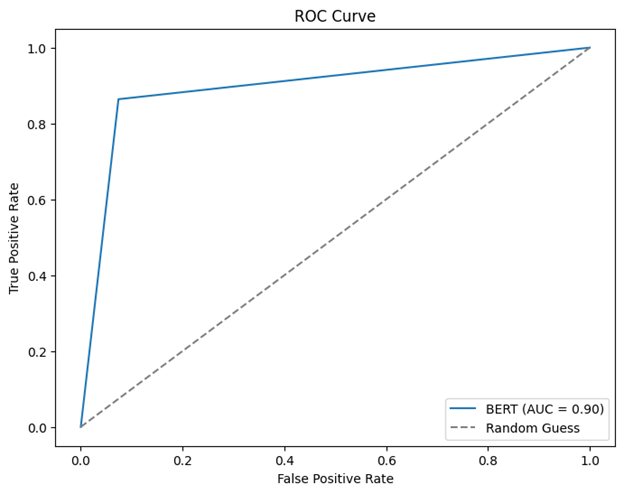 ROC Curve
True Positive Rate
1.0
0.8
0.6
0.4
0.2
0.0
BERT (AUC = 0.90)
Random Guess
0.0 0.2 0.4 0.6 0.8 1.0
False Positive Rate